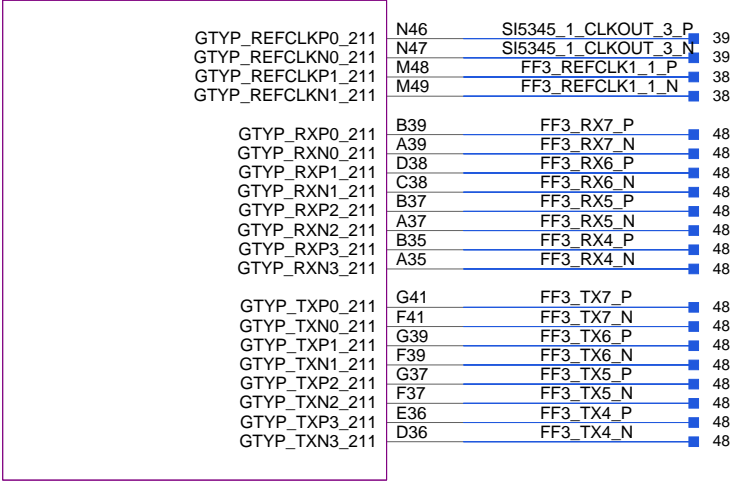 GTYP_REFCLKP0_211 N46 SI5345_1_CLKOUT_3_P 39
GTYP_REFCLKN0_211 N47 SI5345_1_CLKOUT_3_N 39
GTYP_REFCLKP1_211 M48 FF3_REFCLK1_1_P 38
GTYP_REFCLKN1_211 M49 FF3_REFCLK1_1_N 38
GTYP_RXP0_211 B39 FF3_RX7_P 48
GTYP_RXN0_211 A39 FF3_RX7_N 48
GTYP_RXP1_211 D38 FF3_RX6_P 48
GTYP_RXN1_211 C38 FF3_RX6_N 48
GTYP_RXP2_211 B37 FF3_RX5_P 48
GTYP_RXN2_211 A37 FF3_RX5_N 48
GTYP_RXP3_211 B35 FF3_RX4_P 48
GTYP_RXN3_211 A35 FF3_RX4_N 48
GTYP_TXP0_211 G41 FF3_TX7_P 48
GTYP_TXN0_211 F41 FF3_TX7_N 48
GTYP_TXP1_211 G39 FF3_TX6_P 48
GTYP_TXN1_211 F39 FF3_TX6_N 48
GTYP_TXP2_211 G37 FF3_TX5_P 48
GTYP_TXN2_211 F37 FF3_TX5_N 48
GTYP_TXP3_211 E36 FF3_TX4_P 48
GTYP_TXN3_211 D36 FF3_TX4_N 48